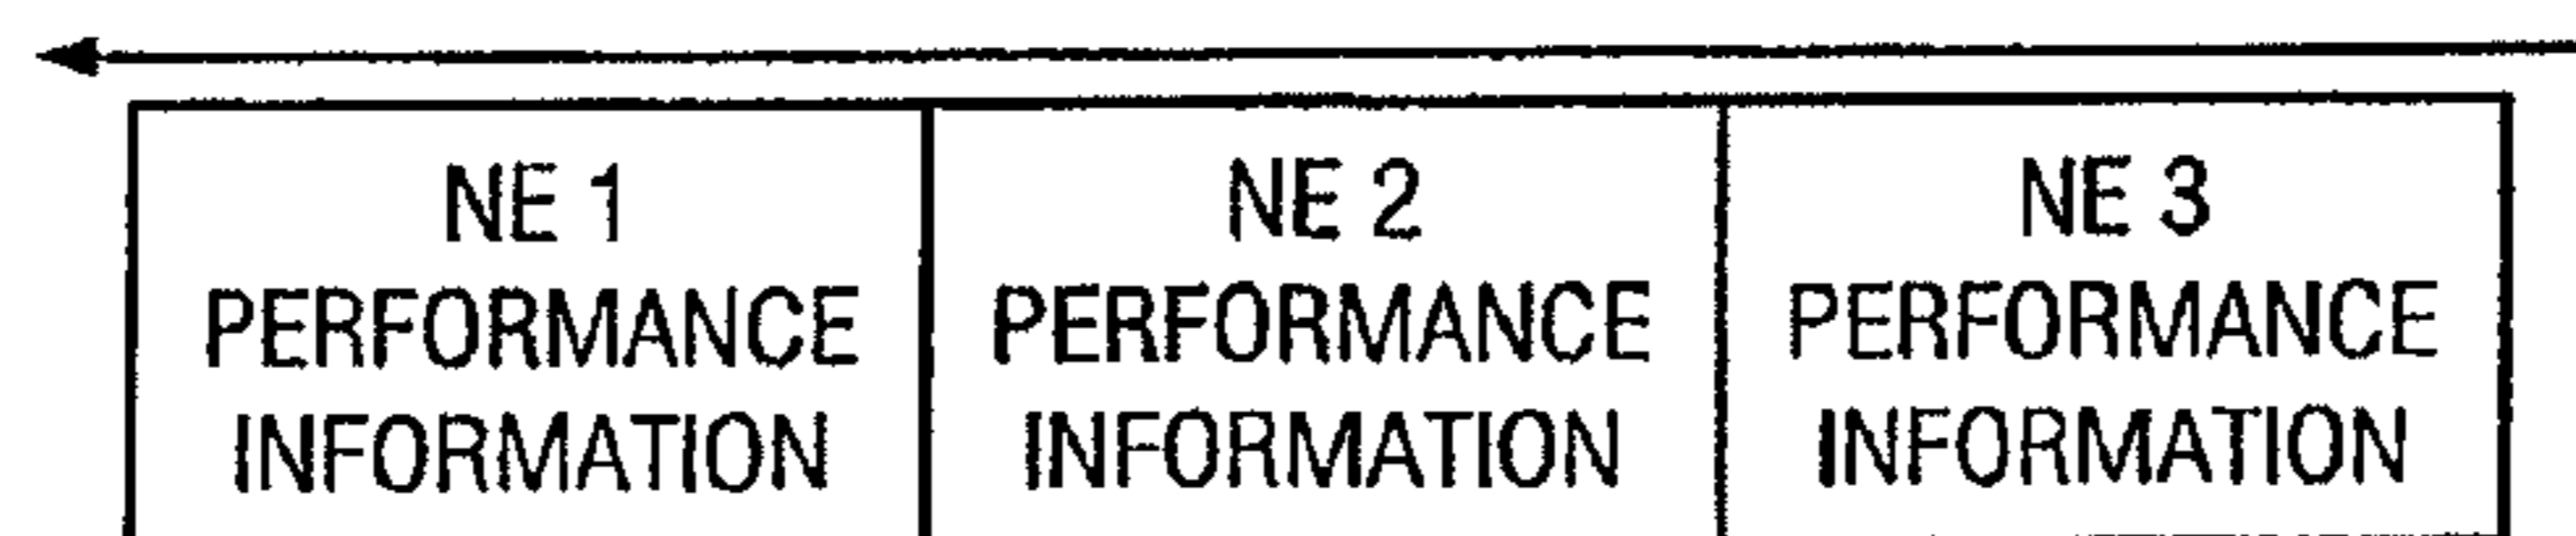 NE 1
PERFORMANCE
INFORMATION
NE 2
PERFORMANCE
INFORMATION
NE 3
PERFORMANCE
INFORMATION